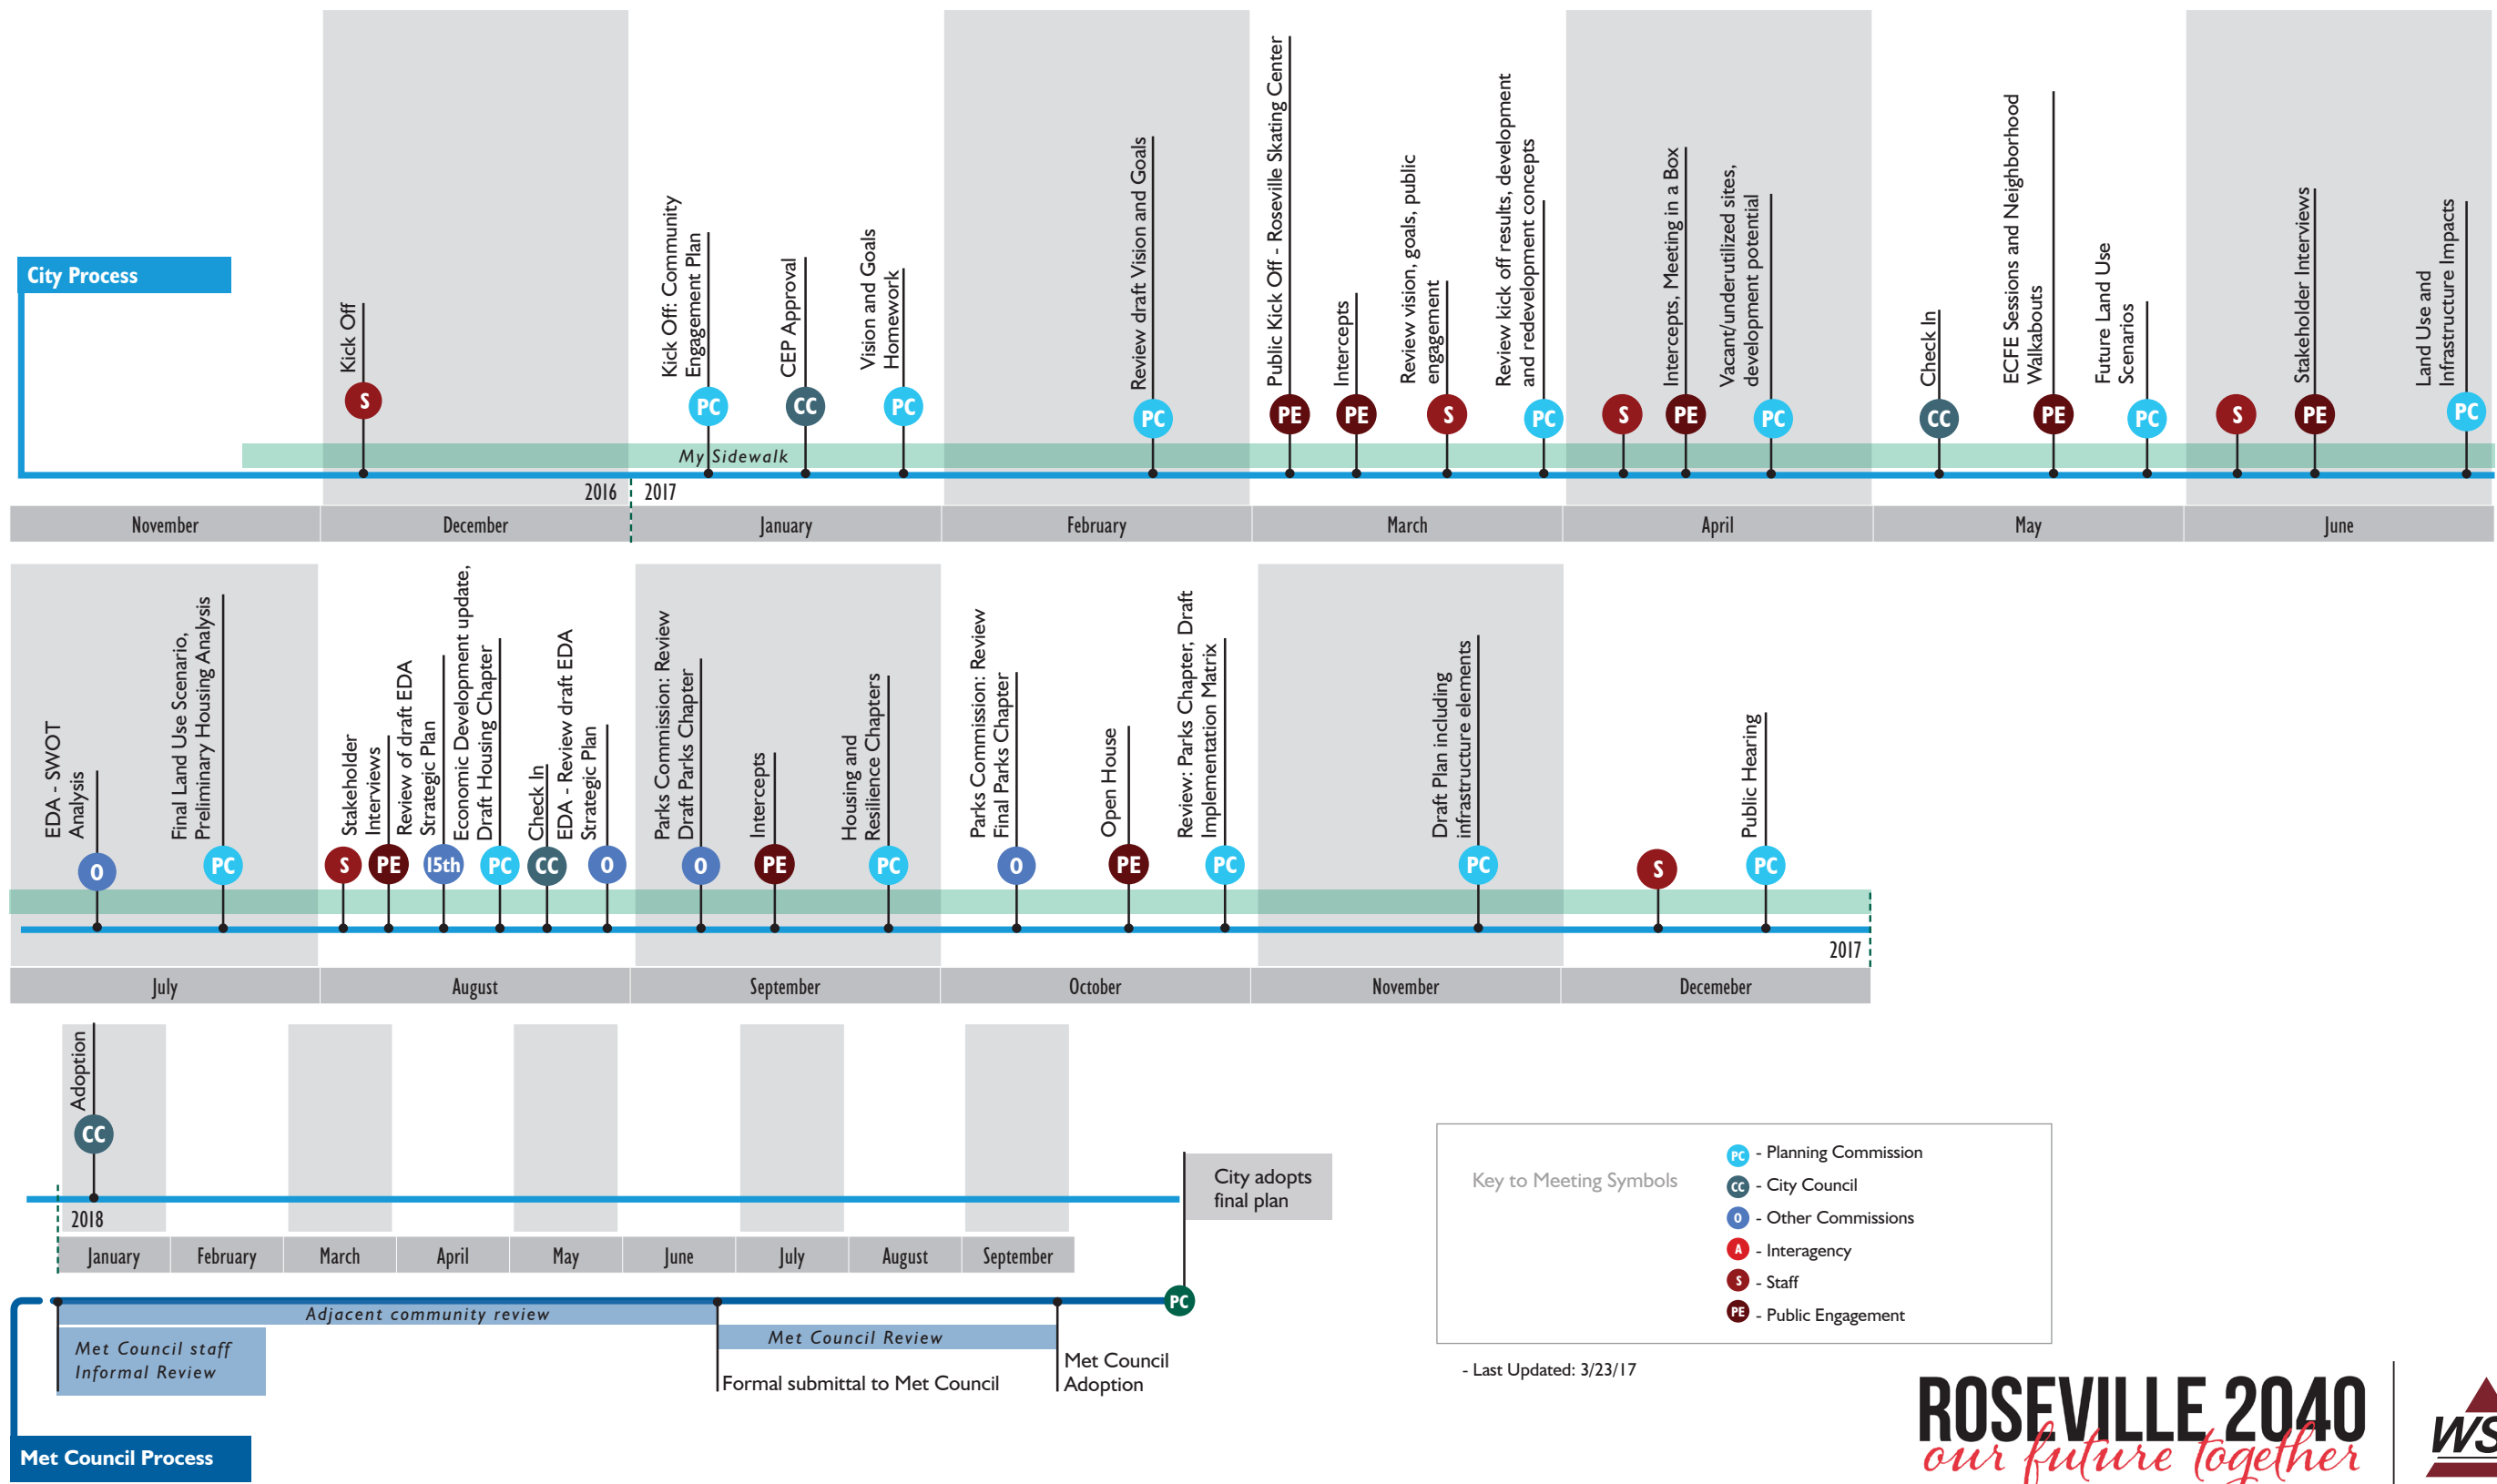 City Process
Kick Off
S
Kick Off: Community
Engagement Plan
PC
CEP Approval
CC
Vision and Goals
Homework
PC
Review draft Vision and Goals
PC
Public Kick Off - Roseville Skating Center
PE
Intercepts
PE
Review vision, goals, public
engagement
S
Review kick off results, development
and redevelopment concepts
PC
S
Intercepts, Meeting in a Box
PE
Vacant/underutilized sites,
development potential
PC
Check In
CC
ECFE Sessions and Neighborhood
Walkabouts
PE
Future Land Use
Scenarios
PC
S
Stakeholder Interviews
PE
Land Use and
Infrastructure Impacts
PC
My Sidewalk
2016
2017
November
December
January
February
March
April
May
June
EDA - SWOT
Analysis
O
Final Land Use Scenario,
Preliminary Housing Analysis
PC
S
Stakeholder
Interviews
PE
Review of draft EDA
Strategic Plan
15th
Economic Development update,
Draft Housing Chapter
PC
Check In
CC
EDA - Review draft EDA
Strategic Plan
O
Parks Commission: Review
Draft Parks Chapter
O
Intercepts
PE
Housing and
Resilience Chapters
PC
Parks Commission: Review
Final Parks Chapter
O
Open House
PE
Review: Parks Chapter, Draft
Implementation Matrix
PC
Draft Plan including
infrastructure elements
PC
S
Public Hearing
PC
2017
July
August
September
October
November
Decemeber
Adoption
CC
2018
City adopts
final plan
January
February
March
April
May
June
July
August
September
PC
Adjacent community review
Met Council staff
Informal Review
Met Council Review
Formal submittal to Met Council
Met Council
Adoption
Met Council Process
Key to Meeting Symbols
PC - Planning Commission
CC - City Council
O - Other Commissions
A - Interagency
S - Staff
PE - Public Engagement
- Last Updated: 3/23/17
ROSEVILLE 2040
our future together
WS